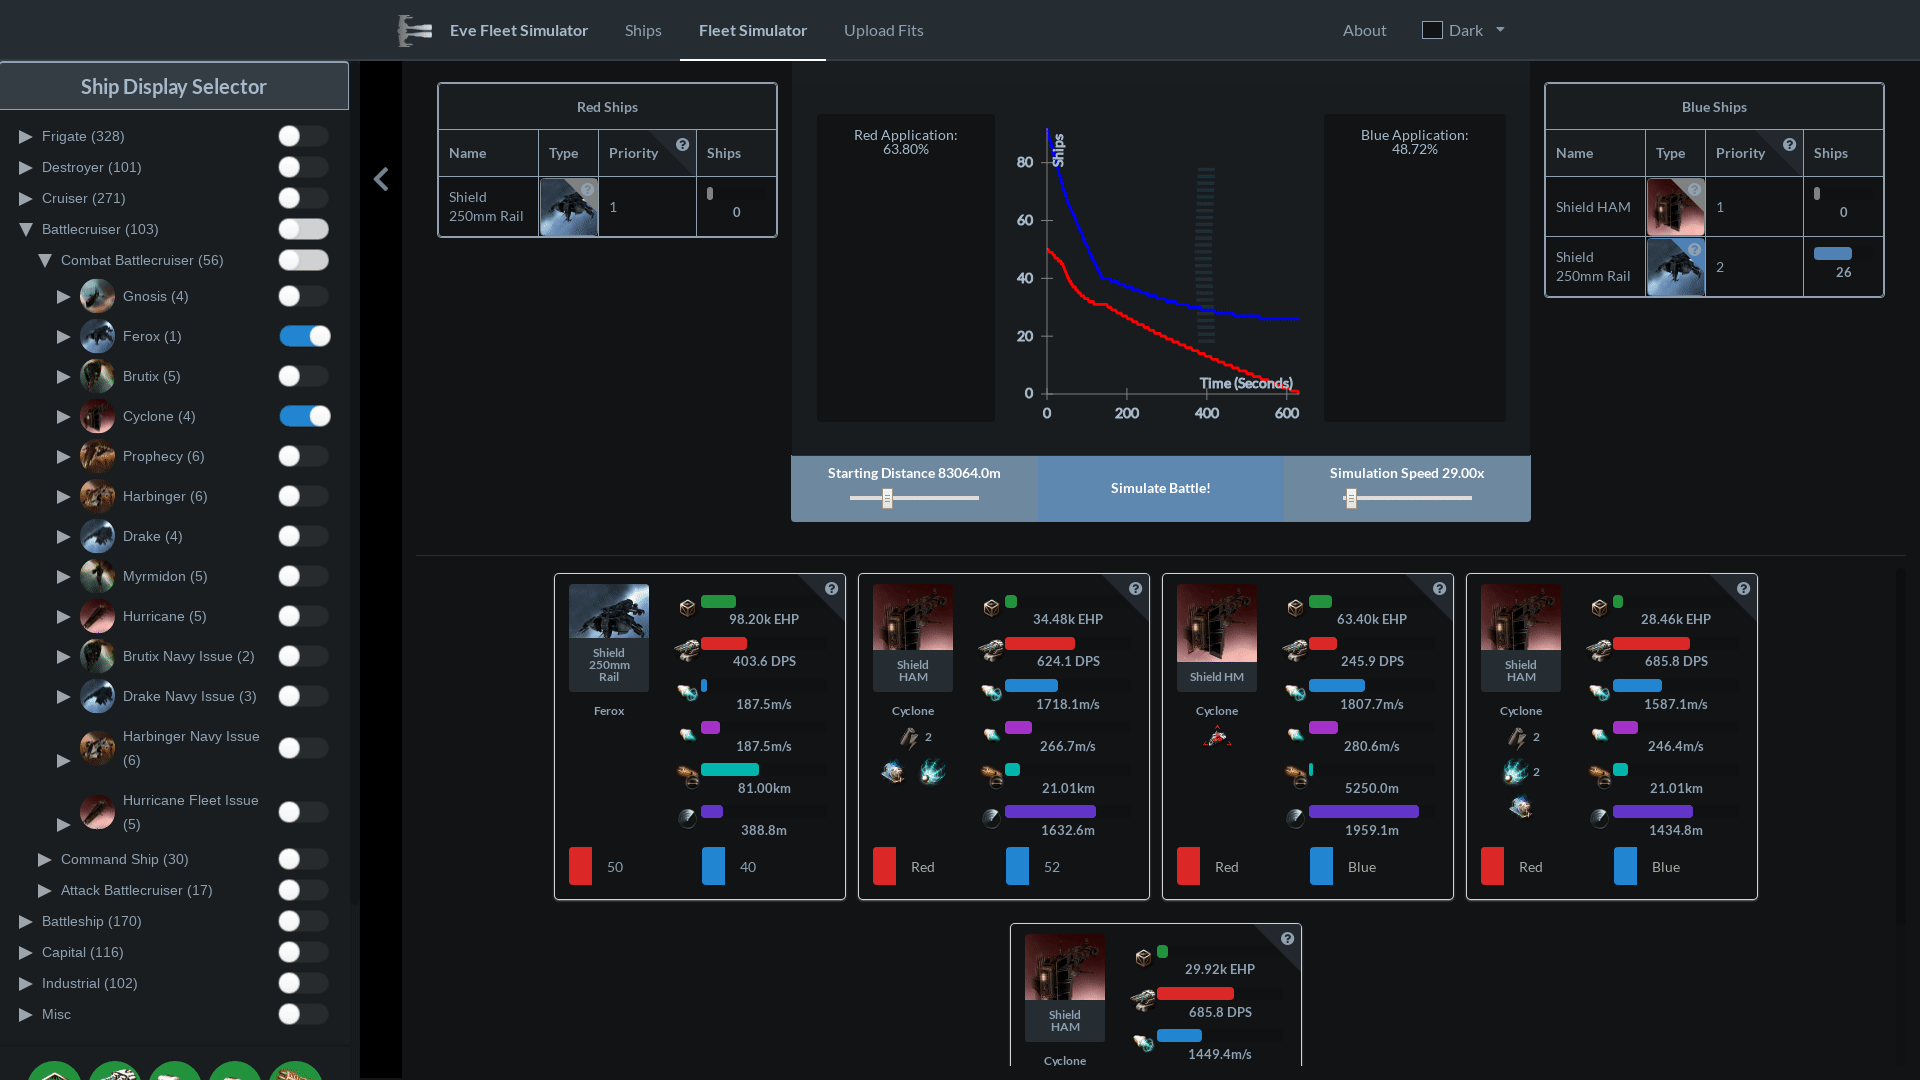 Eve Fleet Simulator
Ships
Fleet Simulator
Upload Fits
About
Dark
Ship Display Selector
Frigate (328)
Destroyer (101)
Cruiser (271)
Battlecruiser (103)
Combat Battlecruiser (56)
Gnosis (4)
Ferox (1)
Brutix (5)
Cyclone (4)
Prophecy (6)
Harbinger (6)
Drake (4)
Myrmidon (5)
Hurricane (5)
Brutix Navy Issue (2)
Drake Navy Issue (3)
Harbinger Navy Issue
(6)
Hurricane Fleet Issue
(5)
Command Ship (30)
Attack Battlecruiser (17)
Battleship (170)
Capital (116)
Industrial (102)
Misc
Red Ships
Name Type Priority Ships
Shield
250mm Rail
1
0
Red Application:
63.80%
Ships
80
60
40
20
0
Time (Seconds)
0 200 400 600
Blue Application:
48.72%
Starting Distance 83064.0m
Simulate Battle!
Simulation Speed 29.00x
Blue Ships
Name Type Priority Ships
Shield HAM
1
0
Shield
250mm Rail
2
26
Shield
250mm
Rail
Ferox
98.20k EHP
403.6 DPS
187.5m/s
187.5m/s
81.00km
388.8m
50
40
Shield
HAM
Cyclone
2
34.48k EHP
624.1 DPS
1718.1m/s
266.7m/s
21.01km
1632.6m
Red
52
Shield HM
Cyclone
63.40k EHP
245.9 DPS
1807.7m/s
280.6m/s
5250.0m
1959.1m
Red
Blue
Shield
HAM
Cyclone
2
2
28.46k EHP
685.8 DPS
1587.1m/s
246.4m/s
21.01km
1434.8m
Red
Blue
Shield
HAM
Cyclone
29.92k EHP
685.8 DPS
1449.4m/s